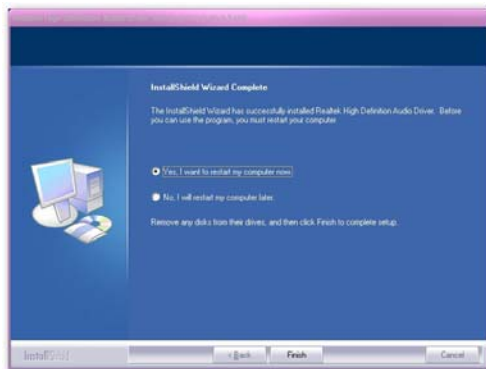 InstallShield Wizard Complete
The InstallShield Wizard has successfully installed Realtek High Definition Audio Driver. Before
you can use the program, you must restart your computer.
Yes, I want to restart my computer now.
No, I will restart my computer later.
Remove any disks from their drives, and then click Finish to complete setup.
InstallShield
< Back
Finish
Cancel